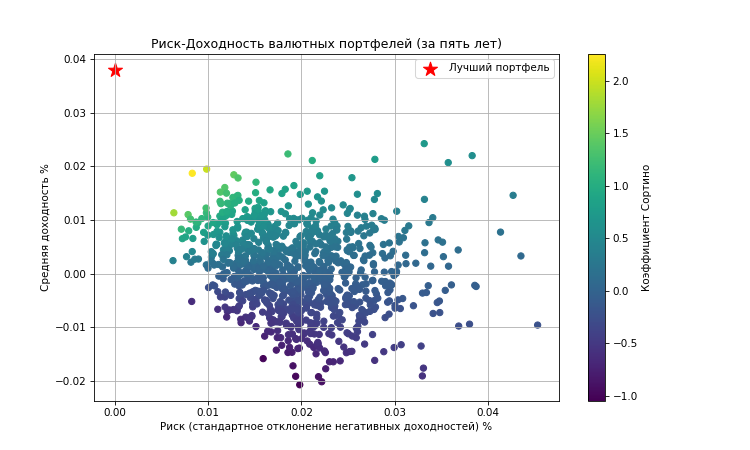 Риск-Доходность валютных портфелей (за пять лет)
Лучший портфель
Средняя доходность %
0.04
0.03
0.02
0.01
0.00
−0.01
−0.02
0.00 0.01 0.02 0.03 0.04
Риск (стандартное отклонение негативных доходностей) %
2.0
1.5
1.0
0.5
0.0
−0.5
−1.0
Коэффициент Сортино